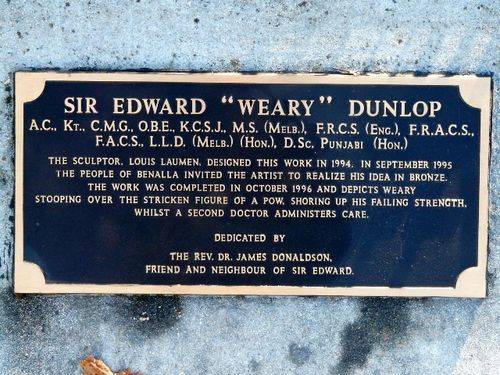 SIR EDWARD "WEARY" DUNLOP
A.C., KT., C.M.G., O.B.E., K.C.S.J., M.S. (MELB.), F.R.C.S. (ENG.), F.R.A.C.S.,
F.A.C.S., L.L.D. (MELB.) (HON.), D.SC. PUNJABI (HON.)
THE SCULPTOR, LOUIS LAUMEN, DESIGNED THIS WORK IN 1994. IN SEPTEMBER 1995
THE PEOPLE OF BENALLA INVITED THE ARTIST TO REALIZE HIS IDEA IN BRONZE.
THE WORK WAS COMPLETED IN OCTOBER 1996 AND DEPICTS WEARY
STOOPING OVER THE STRICKEN FIGURE OF A POW, SHORING UP HIS FAILING STRENGTH,
WHILST A SECOND DOCTOR ADMINISTERS CARE.
DEDICATED BY
THE REV. DR. JAMES DONALDSON,
FRIEND AND NEIGHBOUR OF SIR EDWARD.